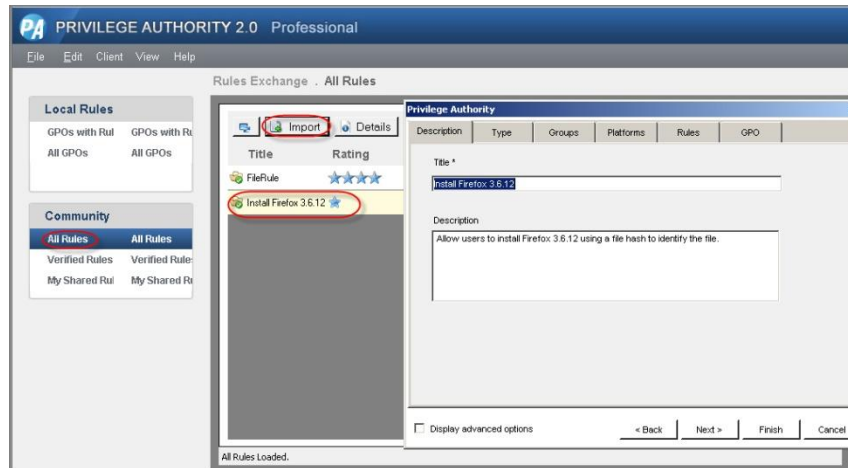 PA PRIVILEGE AUTHORITY 2.0 Professional
File Edit Client View Help
Rules Exchange . All Rules
Local Rules
GPOs with Rul GPOs with Ru
All GPOs All GPOs
Community
All Rules All Rules
Verified Rules Verified Rule
My Shared Rul My Shared Ru
Import Details
Title Rating
FileRule
Install Firefox 3.6.12
All Rules Loaded.
Privilege Authority
Description Type Groups Platforms Rules GPO
Title *
Install Firefox 3.6.12
Description
Allow users to install Firefox 3.6.12 using a file hash to identify the file.
Display advanced options
< Back Next > Finish Cancel